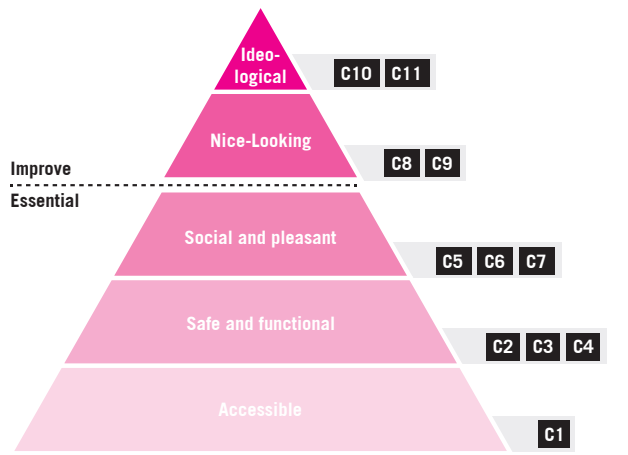 Ideo-
logical
C10 C11
Nice-Looking
C8 C9
Improve
Essential
Social and pleasant
C5 C6 C7
Safe and functional
C2 C3 C4
Accessible
C1